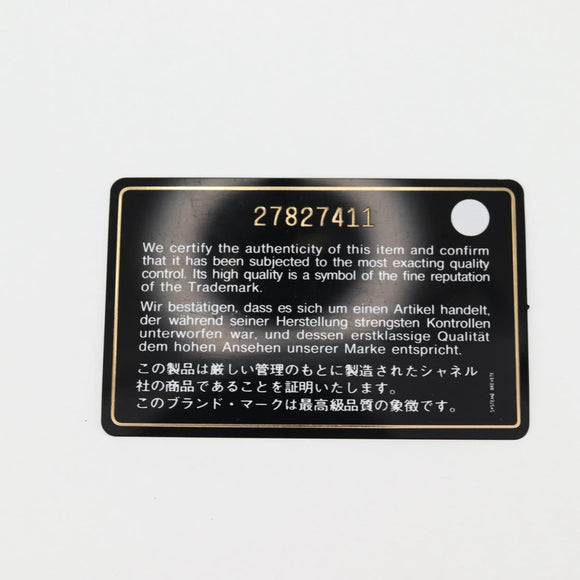 27827411
We certify the authenticity of this item and confirm
that it has been subjected to the most exacting quality
control. Its high quality is a symbol of the fine reputation
of the Trademark.
Wir bestätigen, dass es sich um einen Artikel handelt,
der während seiner Herstellung strengsten Kontrollen
unterworfen war, und dessen erstklassige Qualität
dem hohen Ansehen unserer Marke entspricht.
この製品は厳しい管理のもとに製造されたシャネル
社の商品であることを証明いたします。
このブランド・マークは最高級品質の象徴です。
SYSTEME BREVETE